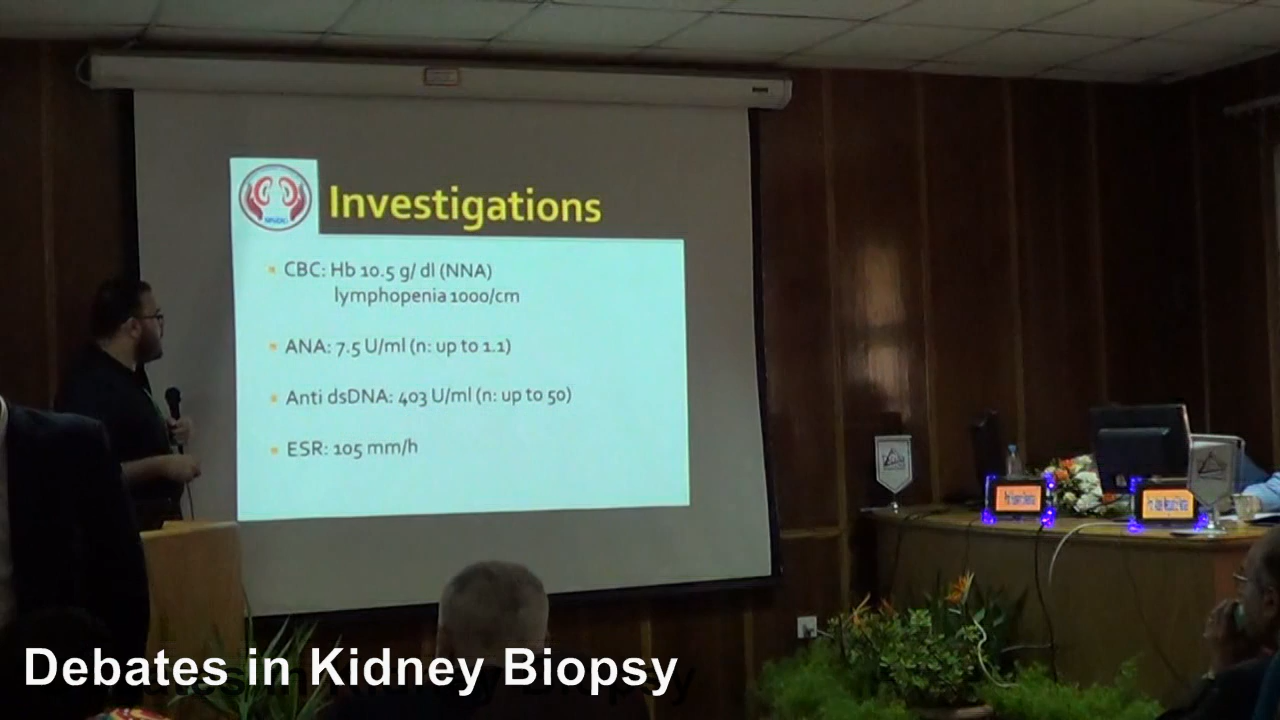 Investigations
CBC: Hb 10.5 g/ dl (NNA)
lymphopenia 1000/cm
ANA: 7.5 U/ml (n: up to 1.1)
Anti dsDNA: 403 U/ml (n: up to 50)
ESR: 105 mm/h
Debates in Kidney Biopsy